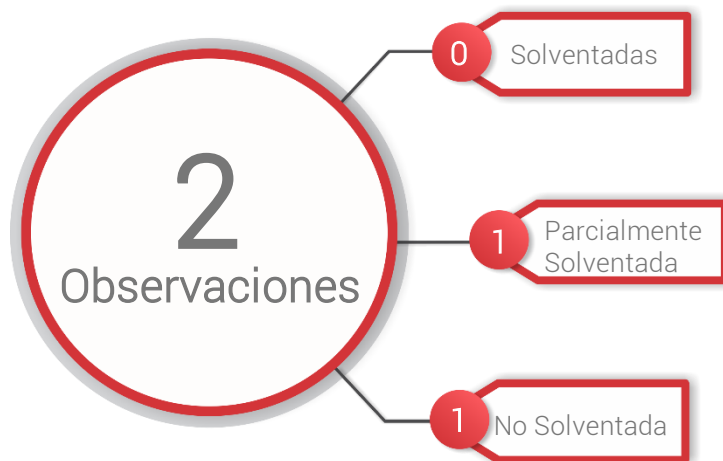 2
Observaciones
0
Solventadas
1
Parcialmente
Solventada
1
No Solventada